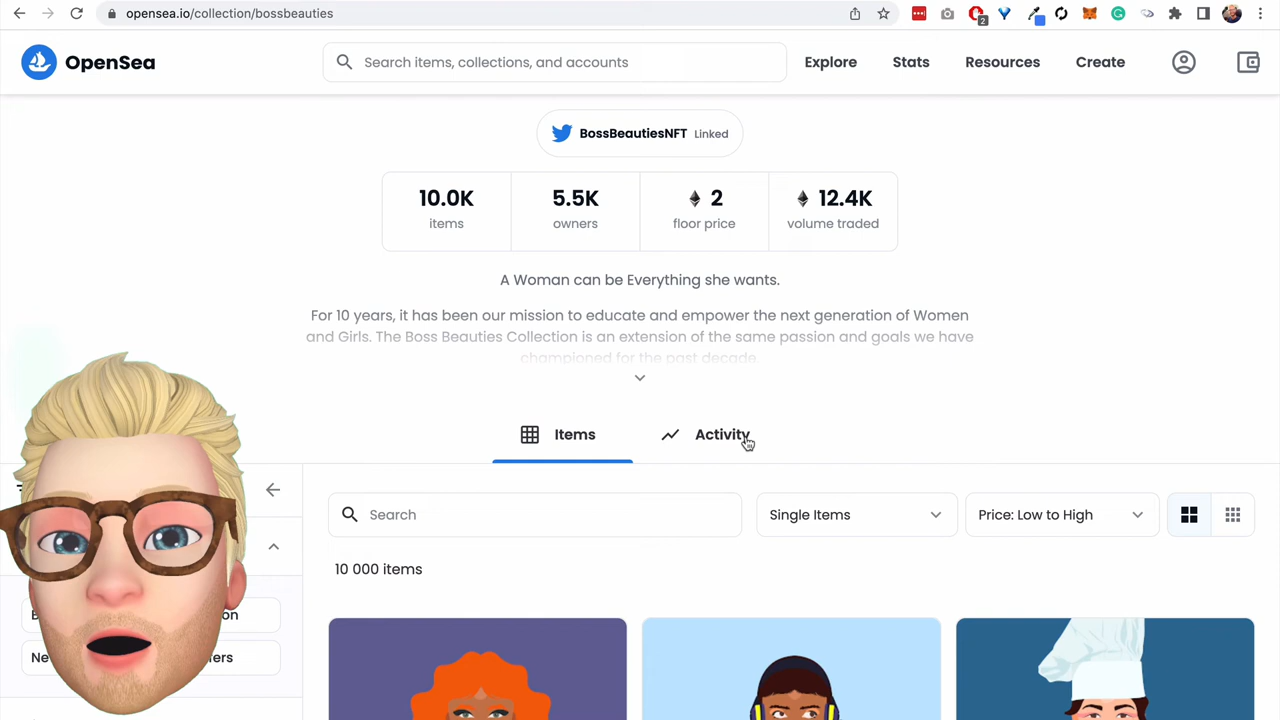 opensea.io/collection/bossbeauties
2
OpenSea
Search items, collections, and accounts
Explore
Stats
Resources
Create
BossBeautiesNFT Linked
10.0K
items
5.5K
owners
2
floor price
12.4K
volume traded
A Woman can be Everything she wants.
For 10 years, it has been our mission to educate and empower the next generation of Women
and Girls. The Boss Beauties Collection is an extension of the same passion and goals we have
championed for the past decade.
Items
Activity
Search
Single Items
Price: Low to High
10 000 items